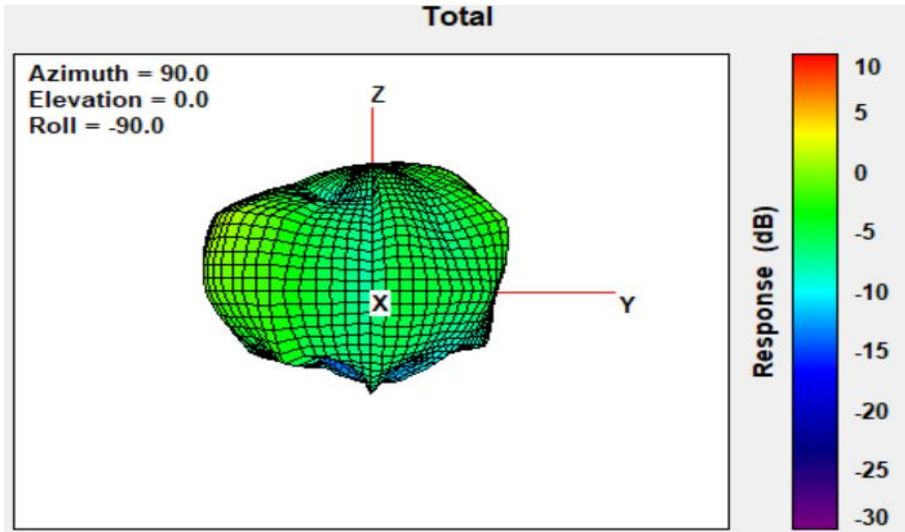 Total
Azimuth = 90.0
Elevation = 0.0
Roll = -90.0
Z
X
Y
Response (dB)
10
5
0
-5
-10
-15
-20
-25
-30